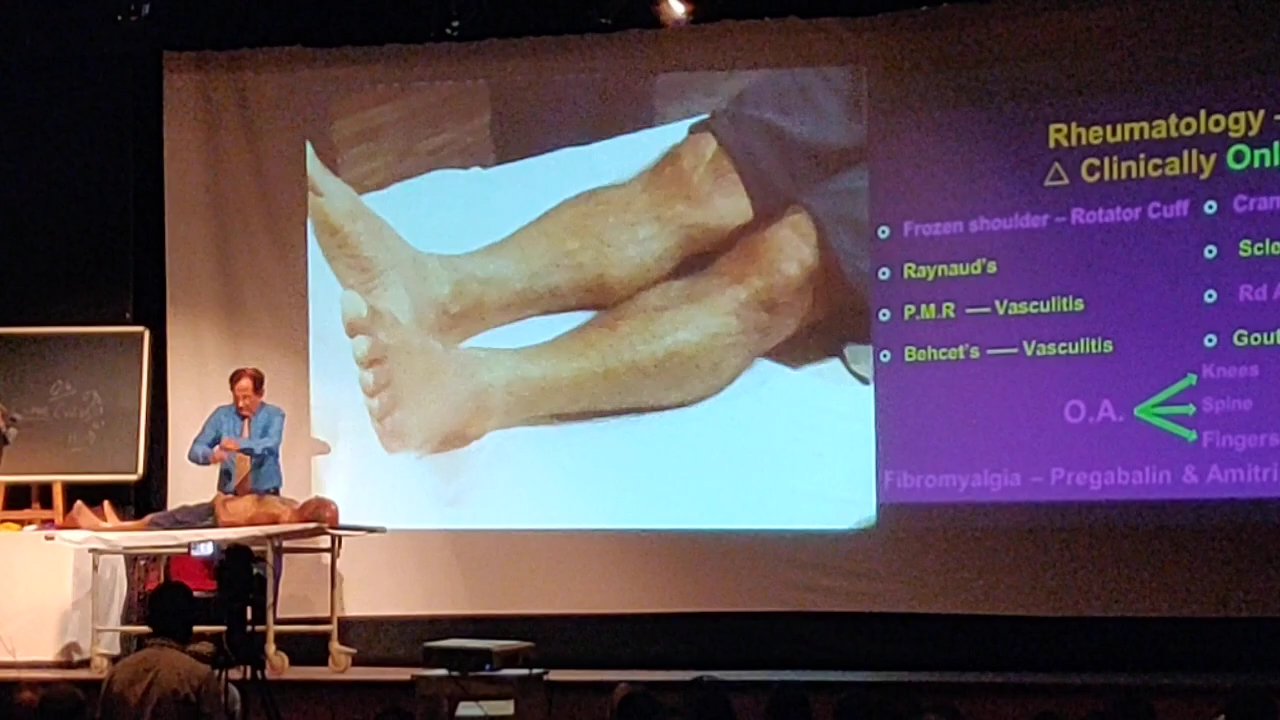 Rheumatology -
△ Clinically Onl
Frozen shoulder – Rotator Cuff
Raynaud's
P.M.R — Vasculitis
Behcet's — Vasculitis
Cran
Scle
Rd
Gout
O.A.
Knees
Spine
Fingers
Fibromyalgia – Pregabalin & Amitri